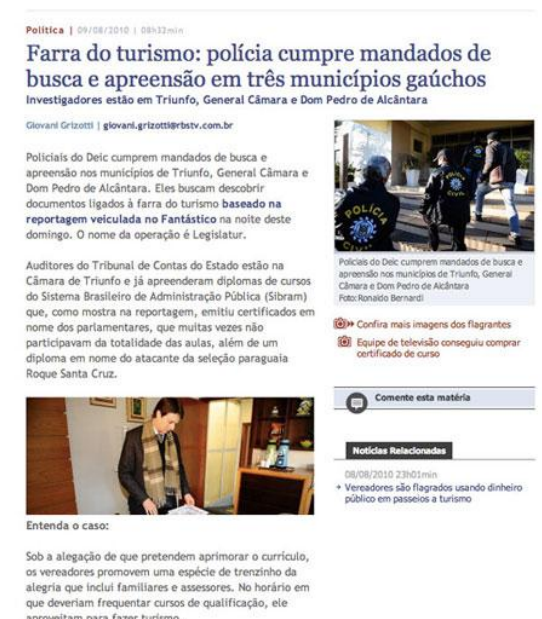 Política | 09/08/2010 | 08h32min
Farra do turismo: polícia cumpre mandados de
busca e apreensão em três municípios gaúchos
Investigadores estão em Triunfo, General Câmara e Dom Pedro de Alcântara
Giovani Grizotti | giovani.grizotti@rbstv.com.br
Policiais do Deic cumprem mandados de busca e
apreensão nos municípios de Triunfo, General Câmara e
Dom Pedro de Alcântara. Eles buscam descobrir
documentos ligados à farra do turismo baseado na
reportagem veiculada no Fantástico na noite deste
domingo. O nome da operação é Legislatur.
Auditores do Tribunal de Contas do Estado estão na
Câmara de Triunfo e já apreenderam diplomas de cursos
do Sistema Brasileiro de Administração Pública (Sibram)
que, como mostra na reportagem, emitiu certificados em
nome dos parlamentares, que muitas vezes não
participavam da totalidade das aulas, além de um
diploma em nome do atacante da seleção paraguaia
Roque Santa Cruz.
Entenda o caso:
Sob a alegação de que pretendem aprimorar o currículo,
os vereadores promovem uma espécie de trenzinho da
alegria que inclui familiares e assessores. No horário em
que deveriam frequentar cursos de qualificação, ele
aproveitam para fazer turismo
POLÍCIA
CIVIL
POLÍCIA
CIVIL
Policiais do Deic cumprem mandados de busca e
apreensão nos municípios de Triunfo, General
Câmara e Dom Pedro de Alcântara
Foto:Ronaldo Bernardi
Confira mais imagens dos flagrantes
Equipe de televisão conseguiu comprar
certificado de curso
Comente esta matéria
Notícias Relacionadas
08/08/2010 23h01min
Vereadores são flagrados usando dinheiro
público em passeios a turismo